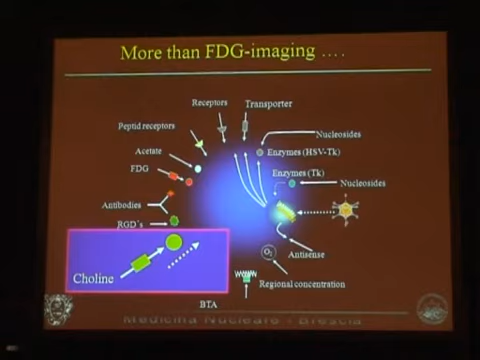 More than FDG-imaging ....
Receptors
Transporter
Peptid receptors
Nucleosides
Acetate
Enzymes (HSV-Tk)
FDG
Enzymes (Tk)
Nucleosides
Antibodies
RGD's
Antisense
O2
Choline
Regional concentration
BTA
Medicina Nucleare - Brescia